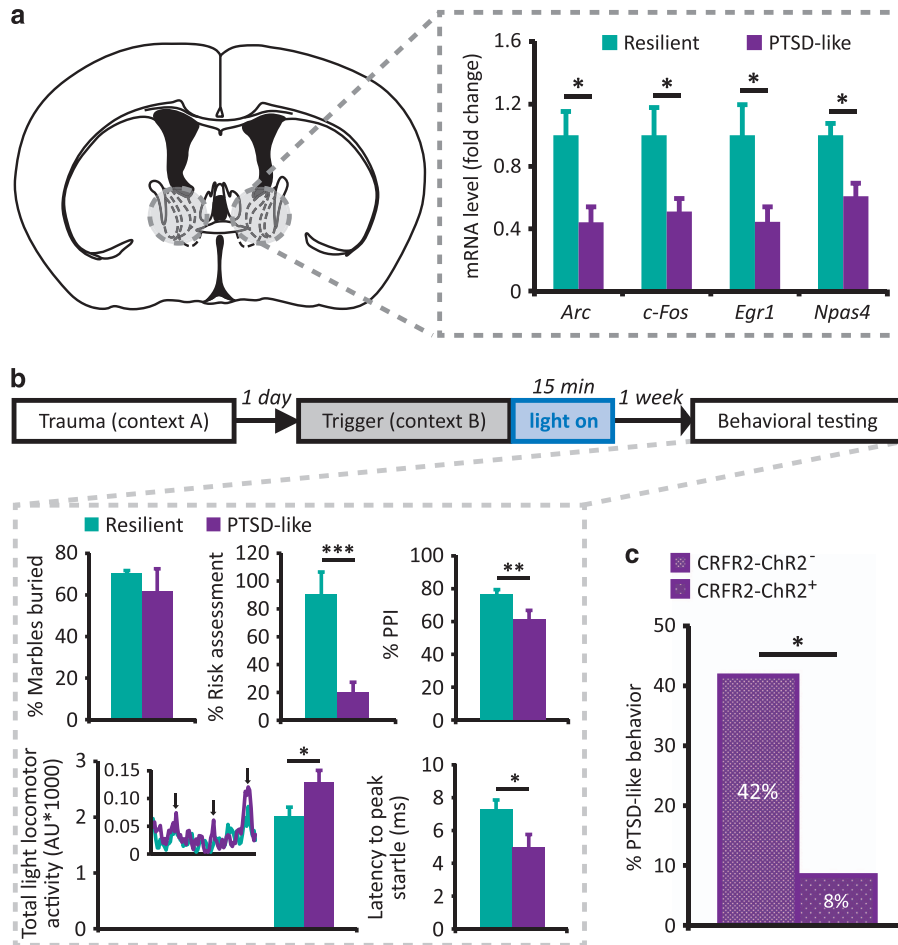 a
Resilient PTSD-like
mRNA level (fold change)
1.6
1.2
0.8
0.4
0
* * * *
Arc c-Fos Egr1 Npas4
b
Trauma (context A)
1 day
Trigger (context B)
15 min
light on
1 week
Behavioral testing
Resilient PTSD-like
% Marbles buried
80
60
40
20
0
% Risk assessment
120
100
80
60
40
20
0
***
% PPI
100
80
60
40
20
0
**
Total light locomotor
activity (AU*1000)
3
2
1
0
0.15
0.10
0.05
0
*
Latency to peak
startle (ms)
10
8
6
4
2
0
*
c
CRFR2-ChR2-
CRFR2-ChR2+
% PTSD-like behavior
50
40
30
20
10
0
*
42%
8%